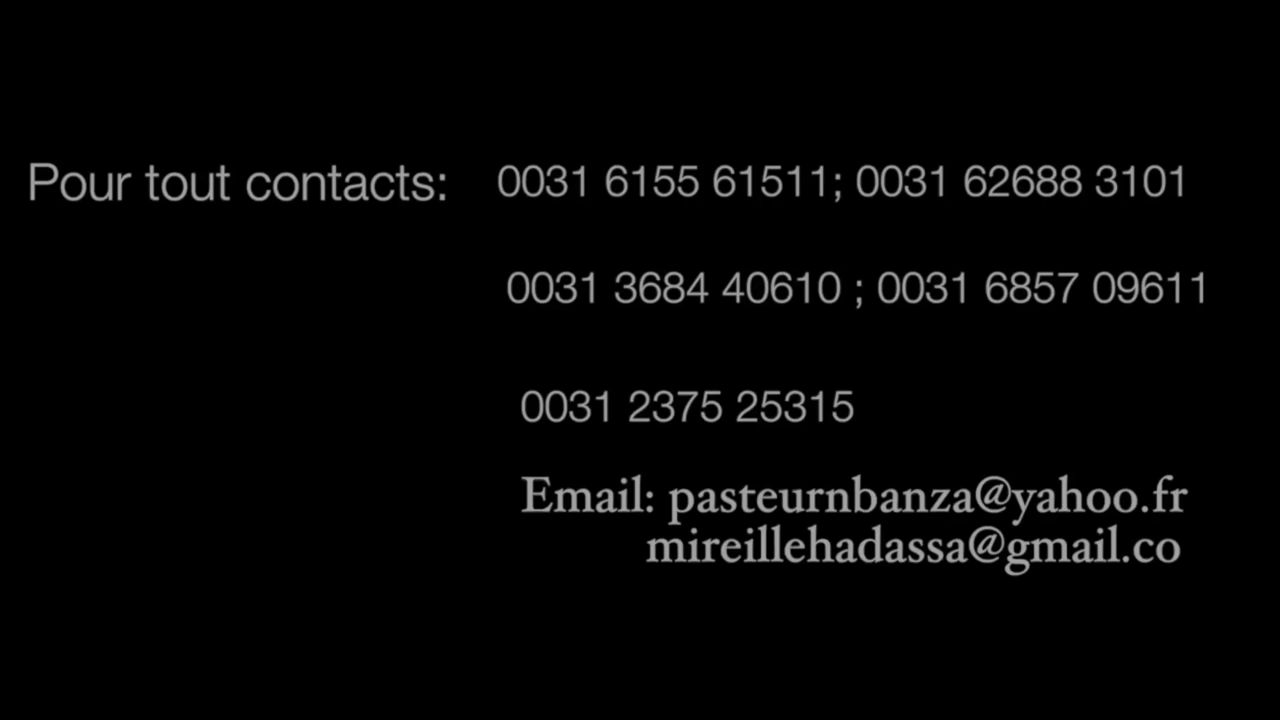 Pour tout contacts: 0031 6155 61511; 0031 62688 3101
0031 3684 40610 ; 0031 6857 09611
0031 2375 25315
Email: pasteurnbanza@yahoo.fr
mireillehadassa@gmail.co